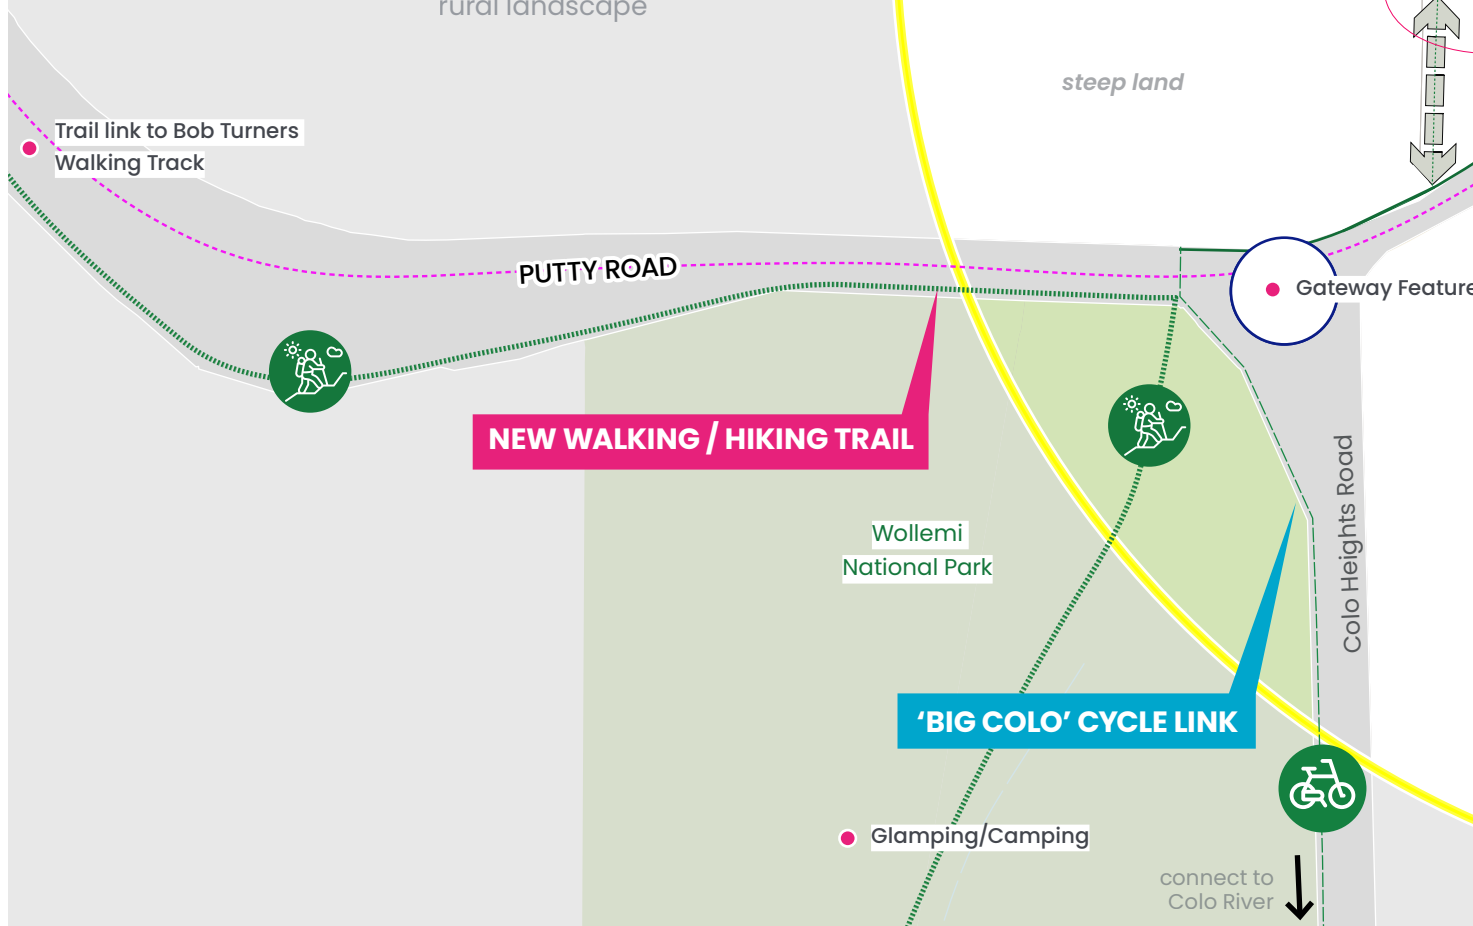 rural landscape
steep land
Trail link to Bob Turners
Walking Track
PUTTY ROAD
Gateway Feature
NEW WALKING / HIKING TRAIL
Colo Heights Road
Wollemi
National Park
‘BIG COLO’ CYCLE LINK
Glamping/Camping
connect to
Colo River